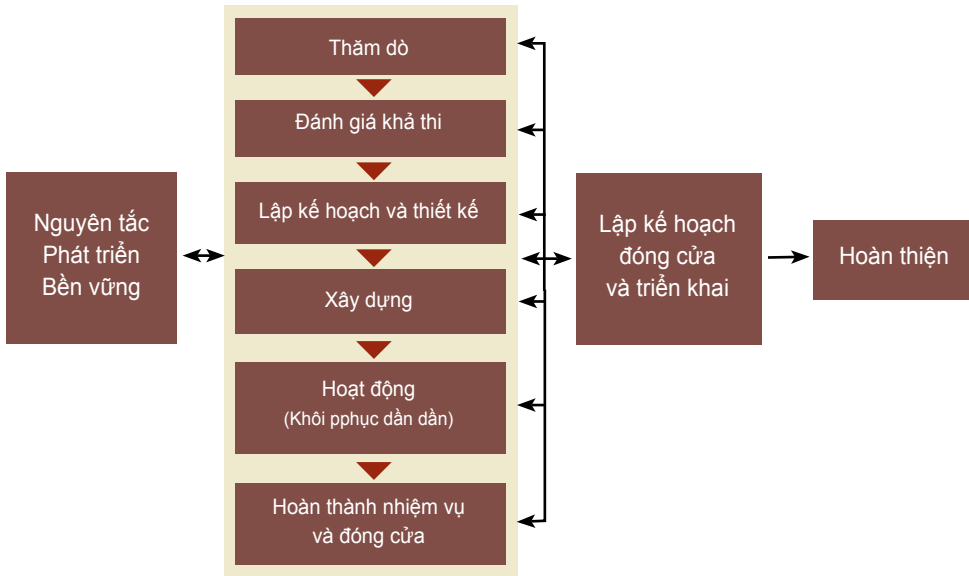 Nguyên tắc
Phát triển
Bền vững
Thăm dò
Đánh giá khả thi
Lập kế hoạch và thiết kế
Xây dựng
Hoạt động
(Khôi pphục dần dần)
Hoàn thành nhiệm vụ
và đóng cửa
Lập kế hoạch
đóng cửa
và triển khai
Hoàn thiện